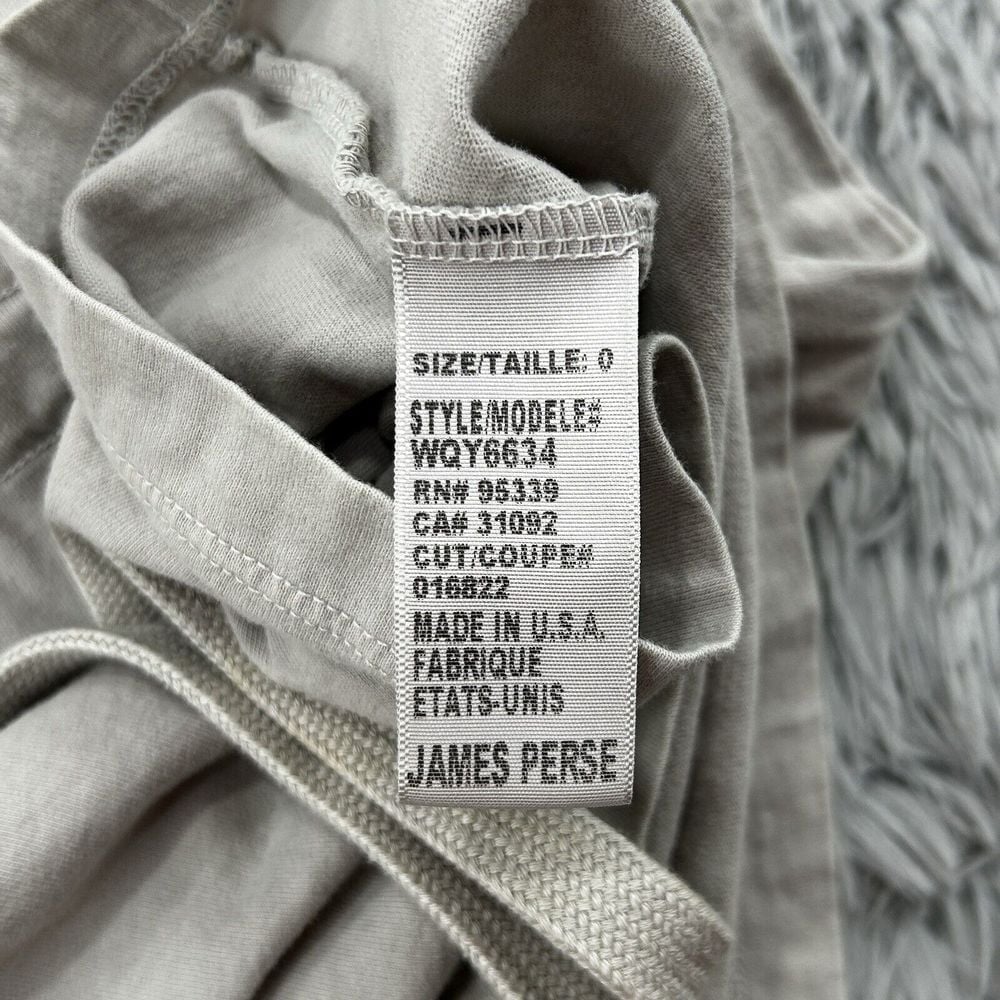 SIZE/TAILLE: 0
STYLE/MODELE#
WQY6634
RN# 95339
CA# 31092
CUT/COUPE#
016822
MADE IN U.S.A.
FABRIQUE
ETATS-UNIS
JAMES PERSE